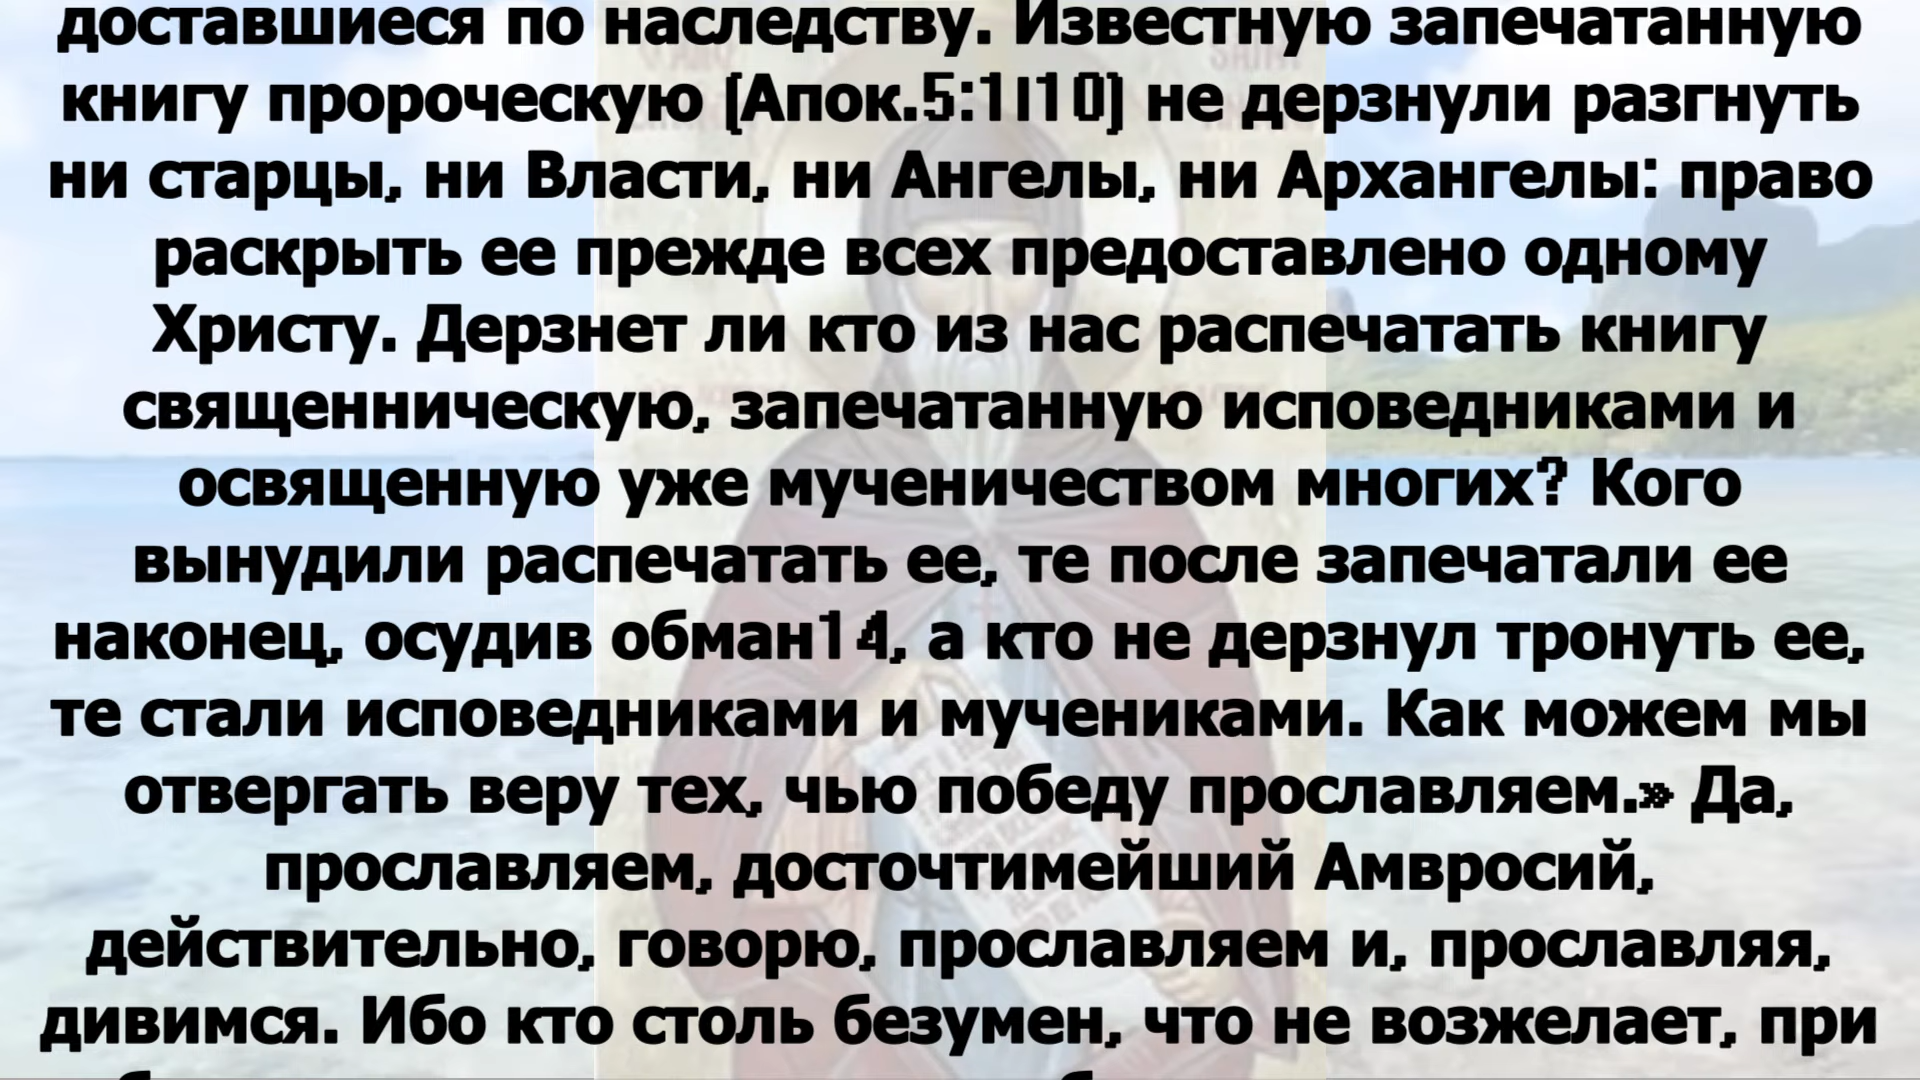 доставшиеся по наследству. Известную запечатанную
книгу пророческую (Апок.5:1|10) не дерзнули разгнуть
ни старцы, ни Власти, ни Ангелы, ни Архангелы: право
раскрыть ее прежде всех предоставлено одному
Христу. Дерзнет ли кто из нас распечатать книгу
священническую, запечатанную исповедниками и
освященную уже мученичеством многих? Кого
вынудили распечатать ее, те после запечатали ее
наконец, осудив обман14, а кто не дерзнул тронуть ее,
те стали исповедниками и мучениками. Как можем мы
отвергать веру тех, чью победу прославляем.» Да,
прославляем, досточтимейший Амвросий,
действительно, говорю, прославляем и, прославляя,
дивимся. Ибо кто столь безумен, что не возжелает, при